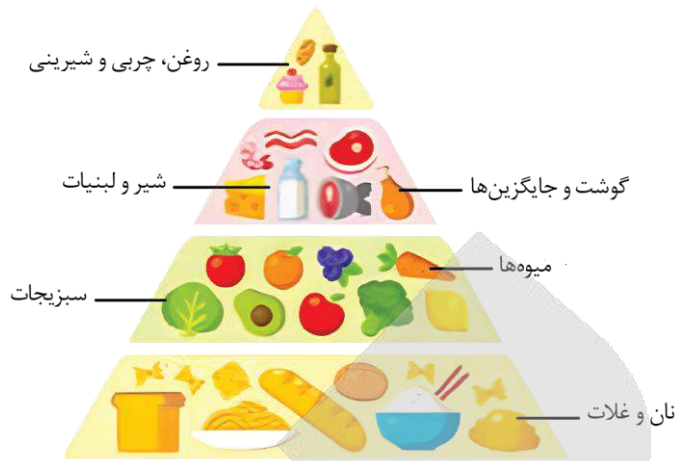 روغن، چربی و شیرینی
گوشت و جایگزین‌ها
شیر و لبنیات
میوه‌ها
سبزیجات
نان و غلات